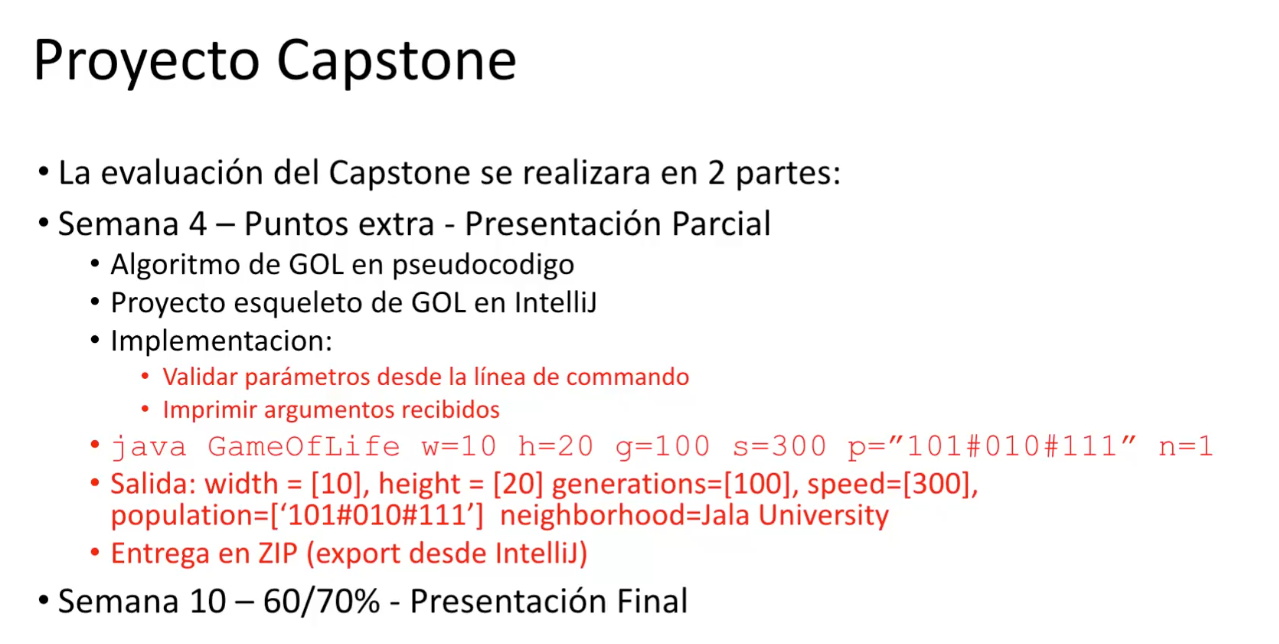 Proyecto Capstone
• La evaluación del Capstone se realizara en 2 partes:
• Semana 4 – Puntos extra - Presentación Parcial
• Algoritmo de GOL en pseudocodigo
• Proyecto esqueleto de GOL en IntelliJ
• Implementacion:
• Validar parámetros desde la línea de commando
• Imprimir argumentos recibidos
• java GameOfLife w=10 h=20 g=100 s=300 p=”101#010#111” n=1
• Salida: width = [10], height = [20] generations=[100], speed=[300],
population=[‘101#010#111’] neighborhood=Jala University
• Entrega en ZIP (export desde IntelliJ)
• Semana 10 – 60/70% - Presentación Final